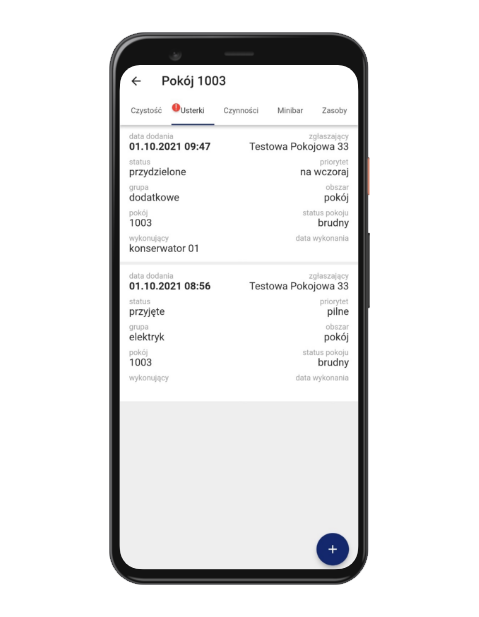 Pokój 1003
Czystość Usterki Czynności Minibar Zasoby
data dodania zgłaszający
01.10.2021 09:47 Testowa Pokojowa 33
status priorytet
przydzielone na wczoraj
grupa obszar
dodatkowe pokój
pokój status pokoju
1003 brudny
wykonujący data wykonania
konserwator 01
data dodania zgłaszający
01.10.2021 08:56 Testowa Pokojowa 33
status priorytet
przyjęte pilne
grupa obszar
elektryk pokój
pokój status pokoju
1003 brudny
wykonujący data wykonania